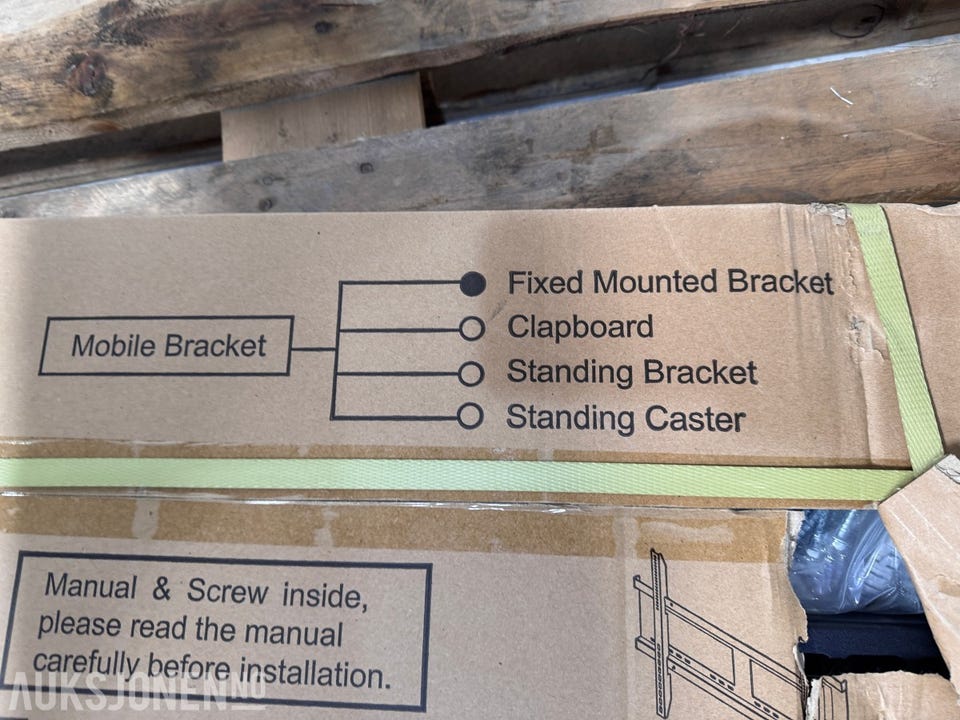 Mobile Bracket
Fixed Mounted Bracket
Clapboard
Standing Bracket
Standing Caster
Manual & Screw inside,
please read the manual
carefully before installation.
AUKSJONEN.NO